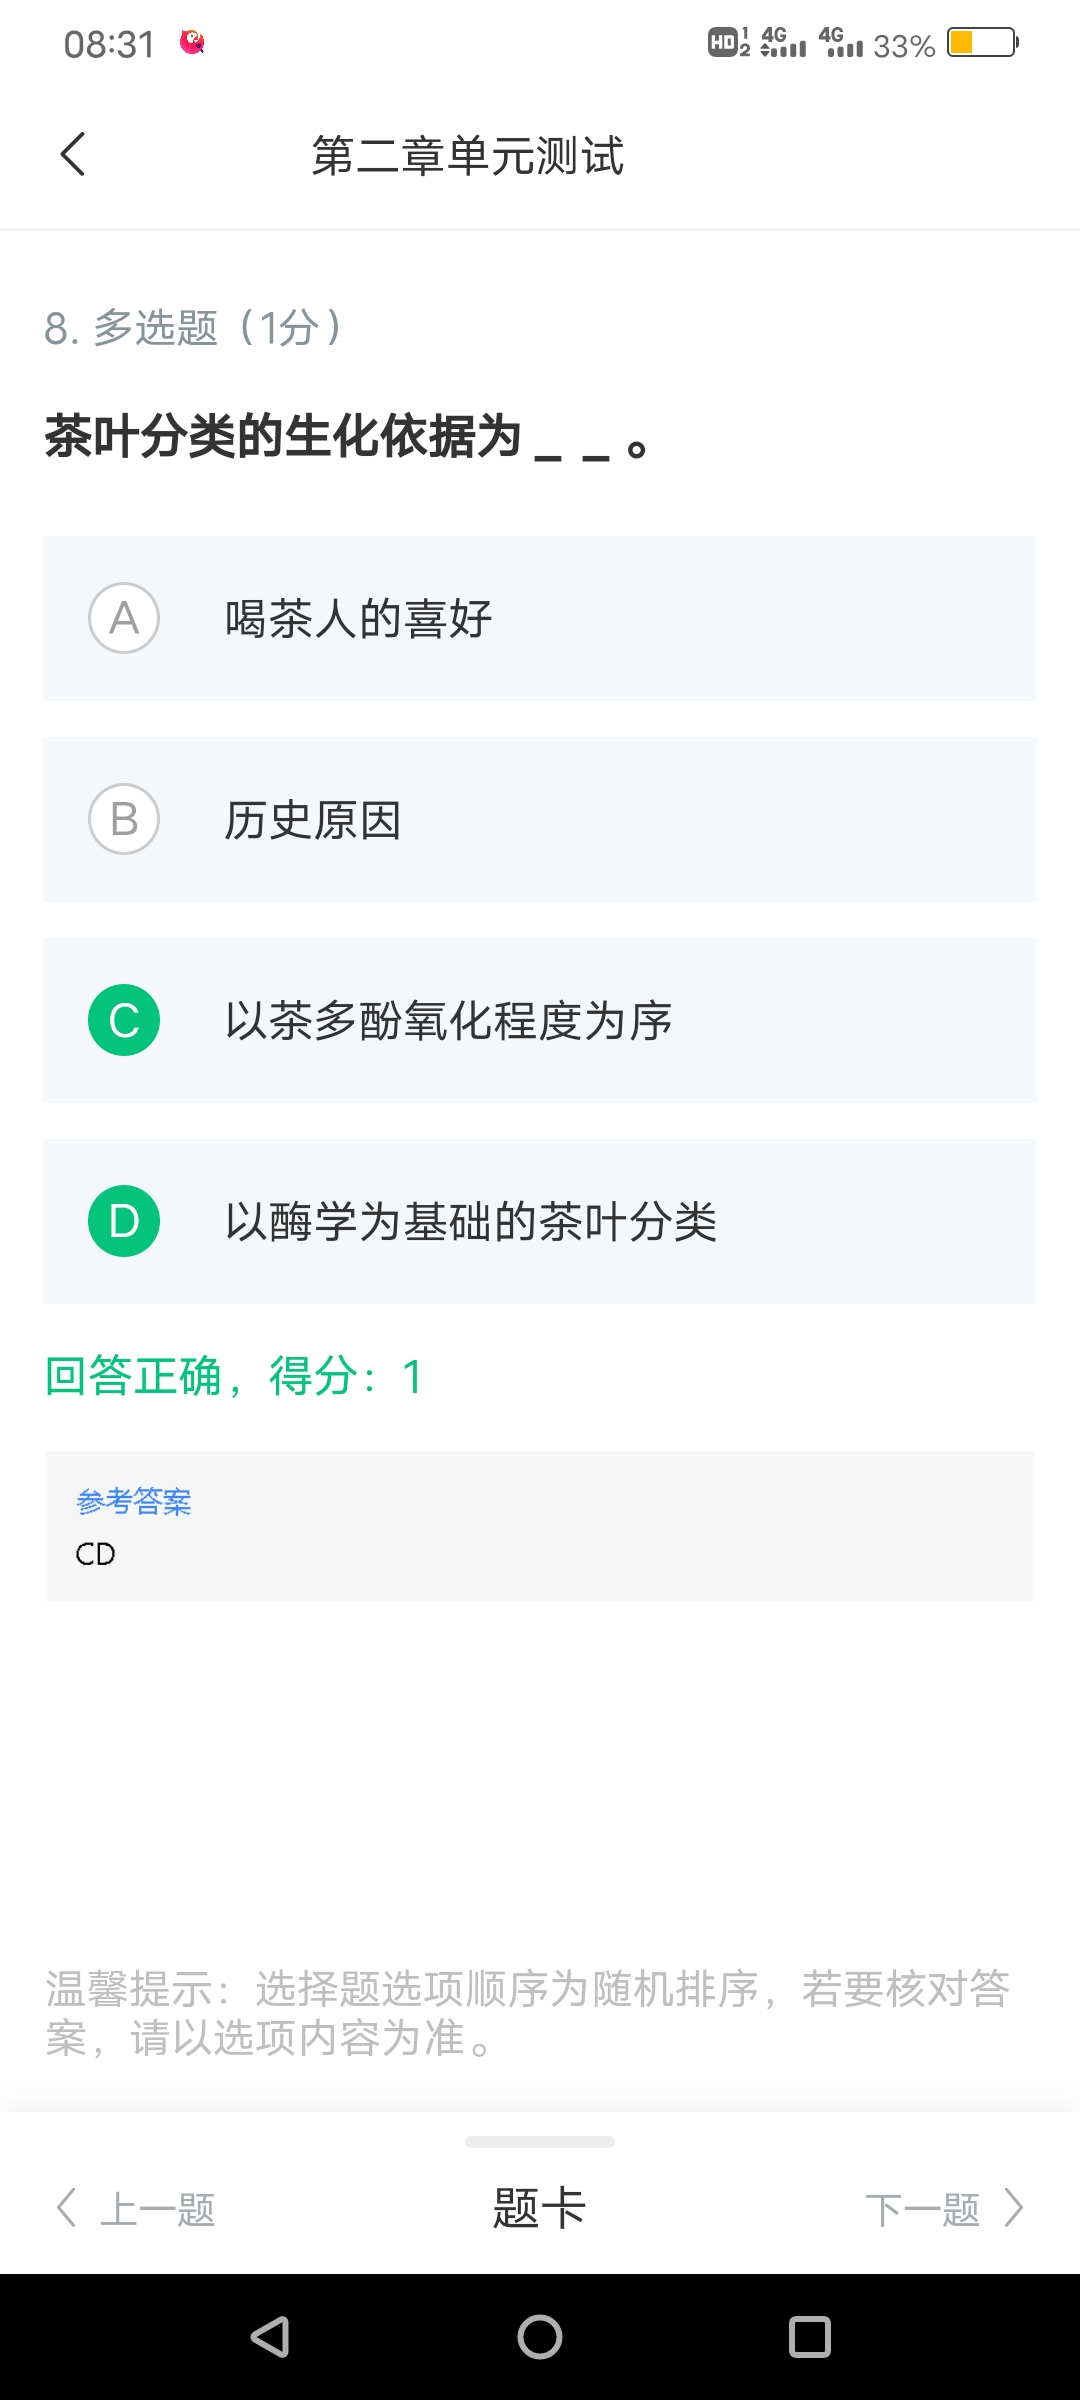 08:31
HD 1 2 4G 4G 33%
第二章单元测试
8. 多选题（1分）
茶叶分类的生化依据为＿＿。
A 喝茶人的喜好
B 历史原因
C 以茶多酚氧化程度为序
D 以酶学为基础的茶叶分类
回答正确，得分：1
参考答案
CD
温馨提示：选择题选项顺序为随机排序，若要核对答
案，请以选项内容为准。
上一题 题卡 下一题